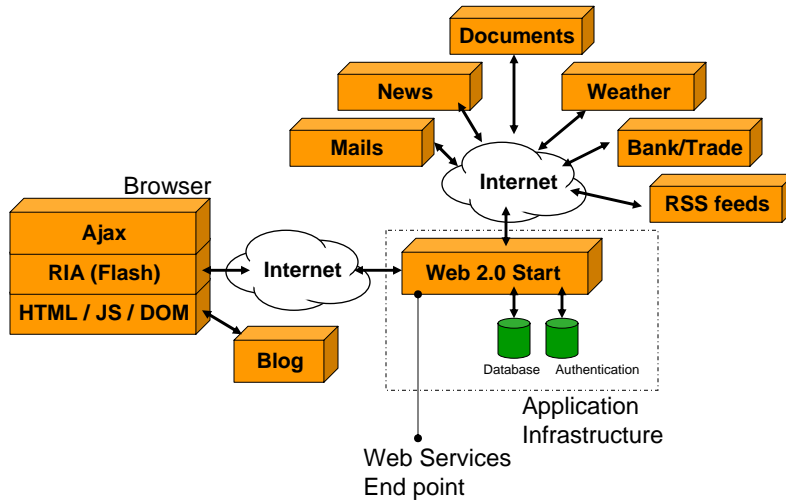 Documents
News
Weather
Mails
Internet
Bank/Trade
RSS feeds
Browser
Ajax
RIA (Flash)
HTML / JS / DOM
Internet
Web 2.0 Start
Blog
Database
Authentication
Application
Infrastructure
Web Services
End point